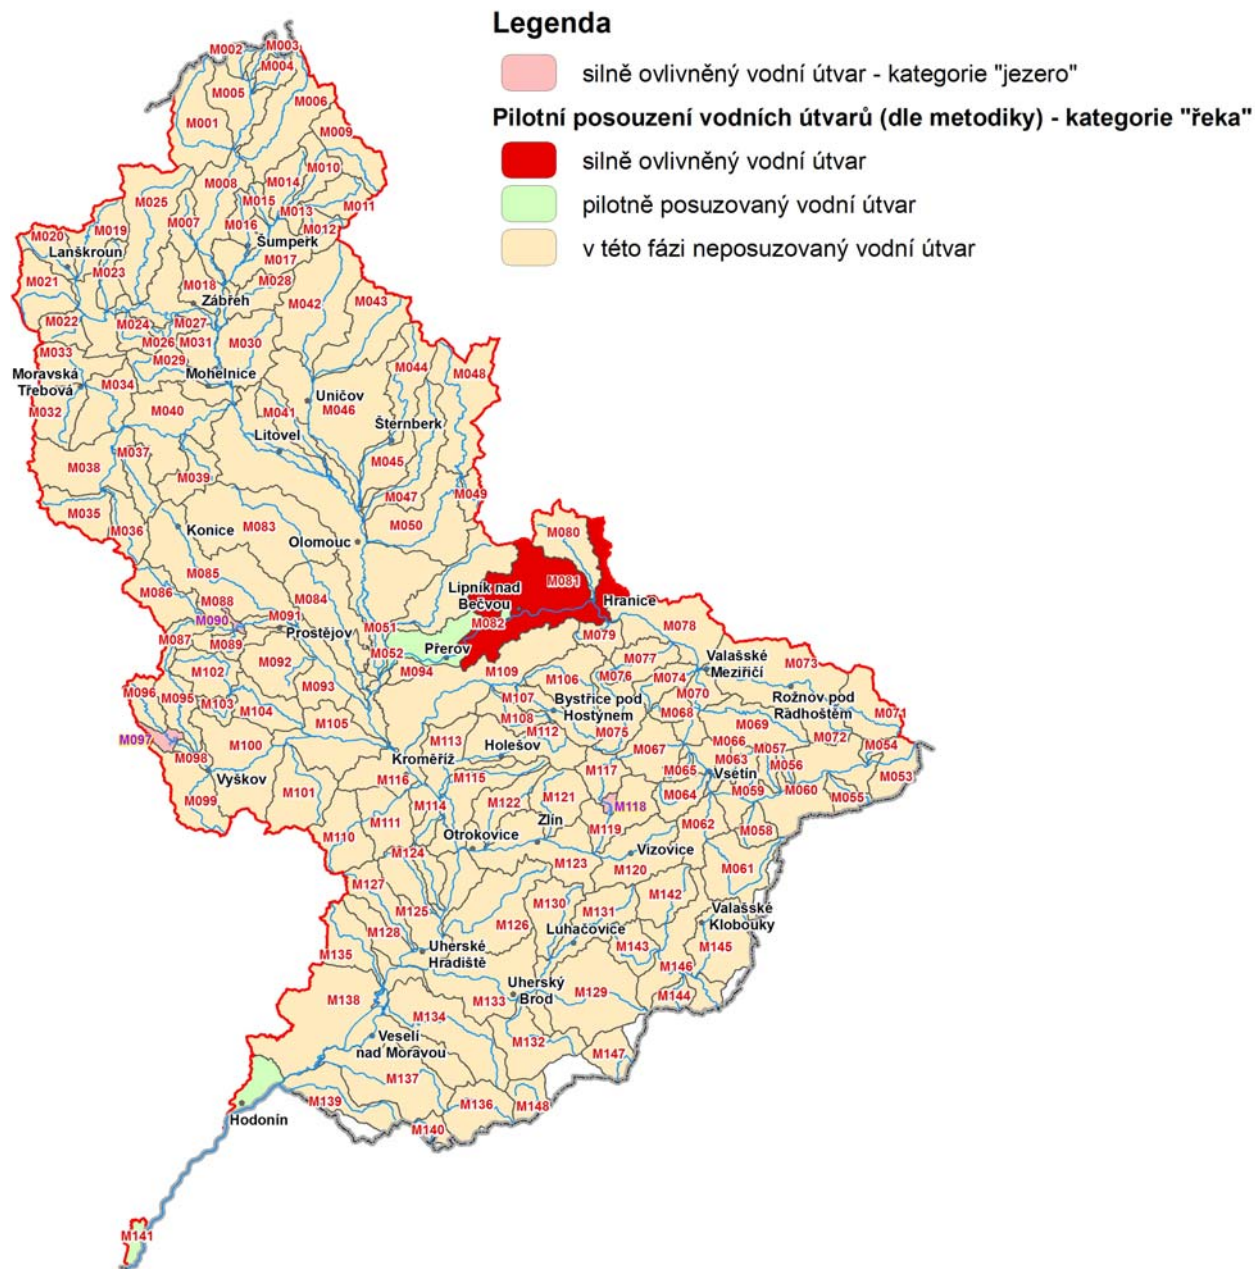 Legenda
silně ovlivněný vodní útvar - kategorie "jezero"
Pilotní posouzení vodních útvarů (dle metodiky) - kategorie "řeka"
silně ovlivněný vodní útvar
pilotně posuzovaný vodní útvar
v této fázi neposuzovaný vodní útvar
M002
M003
M004
M005
M006
M001
M009
M010
M008
M014
M025
M015
M011
M013
M007
M016
M012
M020
M019
Šumperk
Lanškroun
M017
M023
M021
M028
M018
M043
Zábřeh
M042
M022
M024
M027
M026
M031
M030
M033
M029
M044
M048
Moravská
Třebová
Mohelnice
M034
Uničov
M032
M040
M041
M046
Šternberk
Litovel
M037
M045
M038
M039
M047
M049
M035
M083
M050
M036
Konice
M080
Olomouc
M085
M081
M086
Lipník nad
Bečvou
M088
M084
Hranice
M090
M091
M082
Prostějov
M051
M087
M089
M079
M078
Přerov
M052
M092
M077
Valašské
Meziříčí
M073
M102
M094
M109
M106
M076
M074
M096
M095
M093
M070
Rožnov pod
Radhoštěm
M103
M107
Bystřice pod
Hostýnem
M104
M068
M071
M105
M108
M069
M097
M100
M113
M112
M075
M072
Holešov
M067
M066
M057
M054
M098
Kroměříž
M063
M056
Vyškov
M116
M115
M117
M065
Vsetín
M053
M099
M101
M114
M122
M121
M118
M064
M059
M060
M055
M111
Zlín
M110
Otrokovice
M119
M062
M058
M124
Vizovice
M123
M120
M061
M127
M142
M130
M125
M131
Valašské
Klobouky
M128
M126
Luhačovice
M135
Uherské
Hradiště
M143
M145
M146
Uherský
Brod
M138
M133
M129
M144
M134
Veselí
nad Moravou
M132
M147
M137
M139
M136
M148
Hodonín
M140
M141